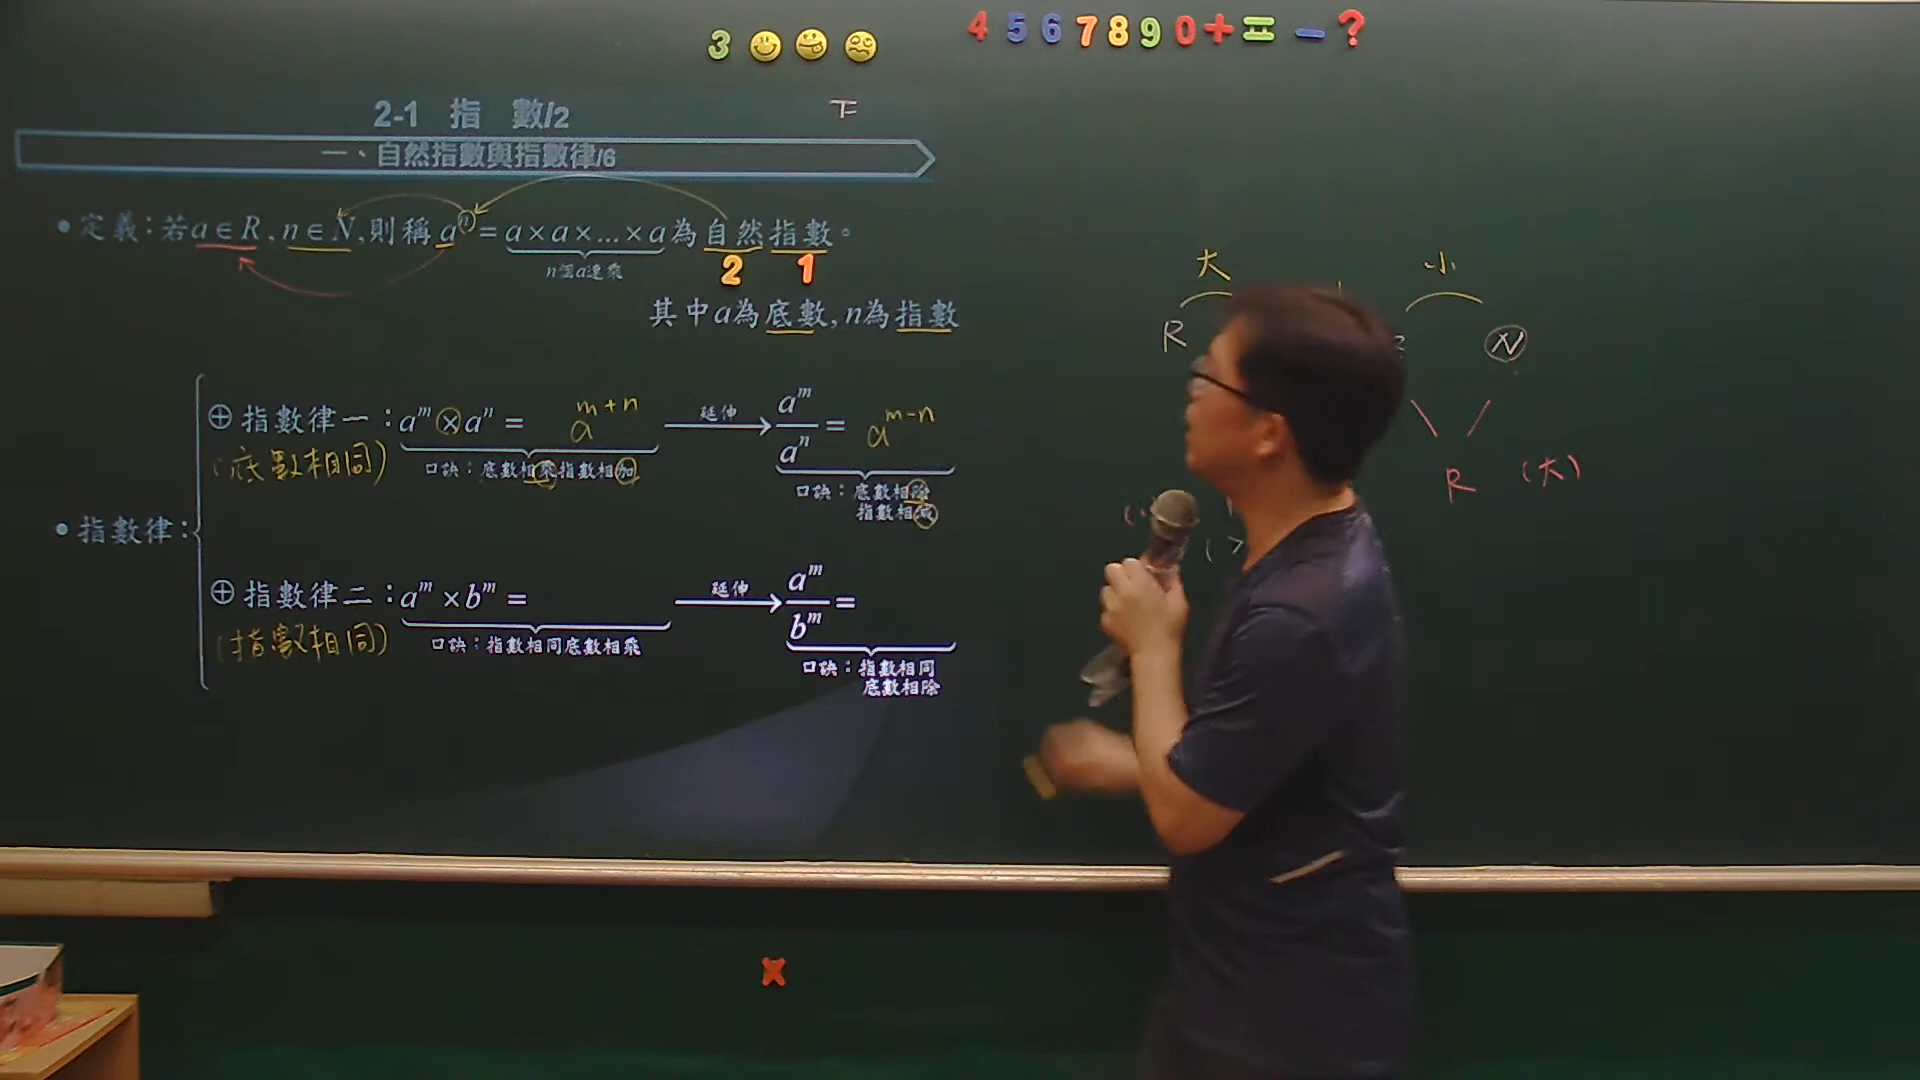 3
4 5 6 7 8 9 0 + = - ?
2-1 指 數/2 下
一、自然指數與指數律/6
• 定義：若a∈R, n∈N, 則稱 aⁿ = a×a×...×a 為自然指數。
n個a連乘
2 1
其中a為底數, n為指數
大 小
R N
R (大)
• 指數律：
⊕ 指數律一：aᵐ × aⁿ = a^(m+n) 延伸 → aᵐ/aⁿ = a^(m-n)
(底數相同) 口訣：底數相乘指數相加
口訣：底數相除
指數相減
⊕ 指數律二：aᵐ × bᵐ = 延伸 → aᵐ/bᵐ =
(指數相同) 口訣：指數相同底數相乘
口訣：指數相同
底數相除
×